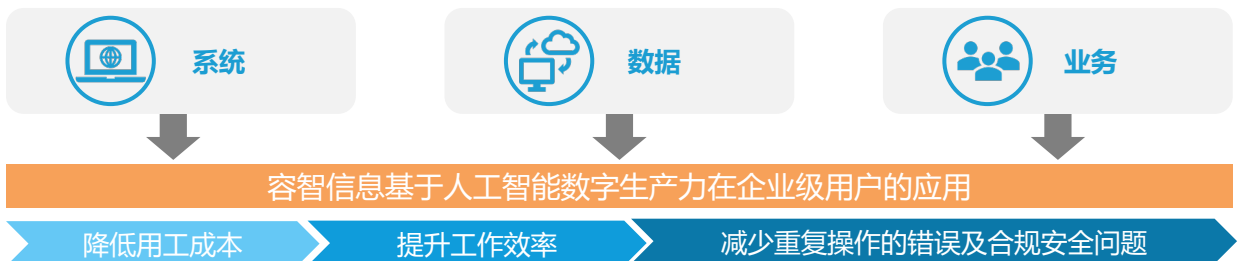 系统
数据
业务
容智信息基于人工智能数字生产力在企业级用户的应用
降低用工成本
提升工作效率
减少重复操作的错误及合规安全问题